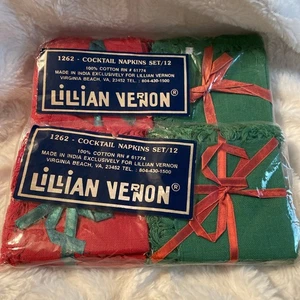 1262 - COCKTAIL NAPKINS SET/12
100% COTTON RN # 61774
MADE IN INDIA EXCLUSIVELY FOR LILLIAN VERNON
VIRGINIA BEACH, VA. 23452 TEL. 804-430-1500
LILLIAN VERNON®
1262 - COCKTAIL NAPKINS SET/12
100% COTTON RN # 61774
MADE IN INDIA EXCLUSIVELY FOR LILLIAN VERNON
VIRGINIA BEACH, VA. 23452 TEL. 804-430-1500
LILLIAN VERNON®